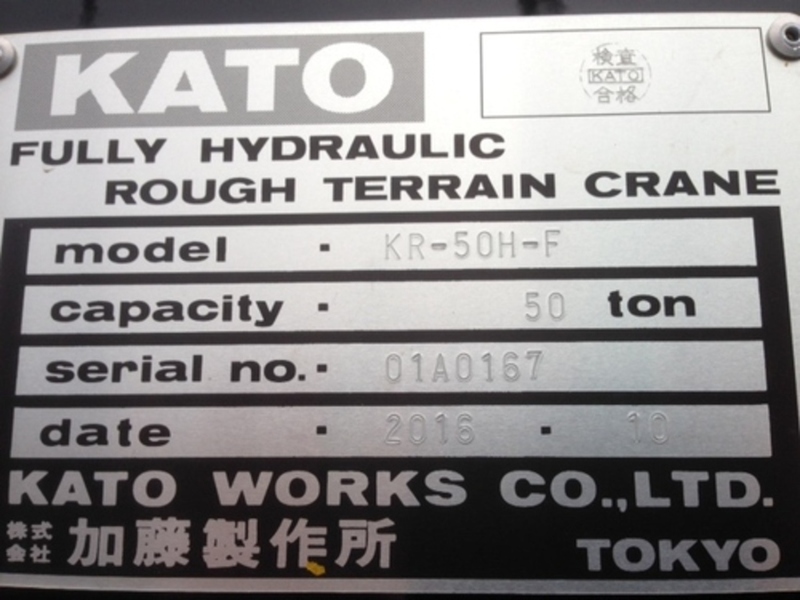 KATO
検査
KATO
合格
FULLY HYDRAULIC
ROUGH TERRAIN CRANE
model · KR-50H-F
capacity · 50 ton
serial no. · 01A0167
date · 2016 · 10
KATO WORKS CO.,LTD.
株式会社 加藤製作所 TOKYO